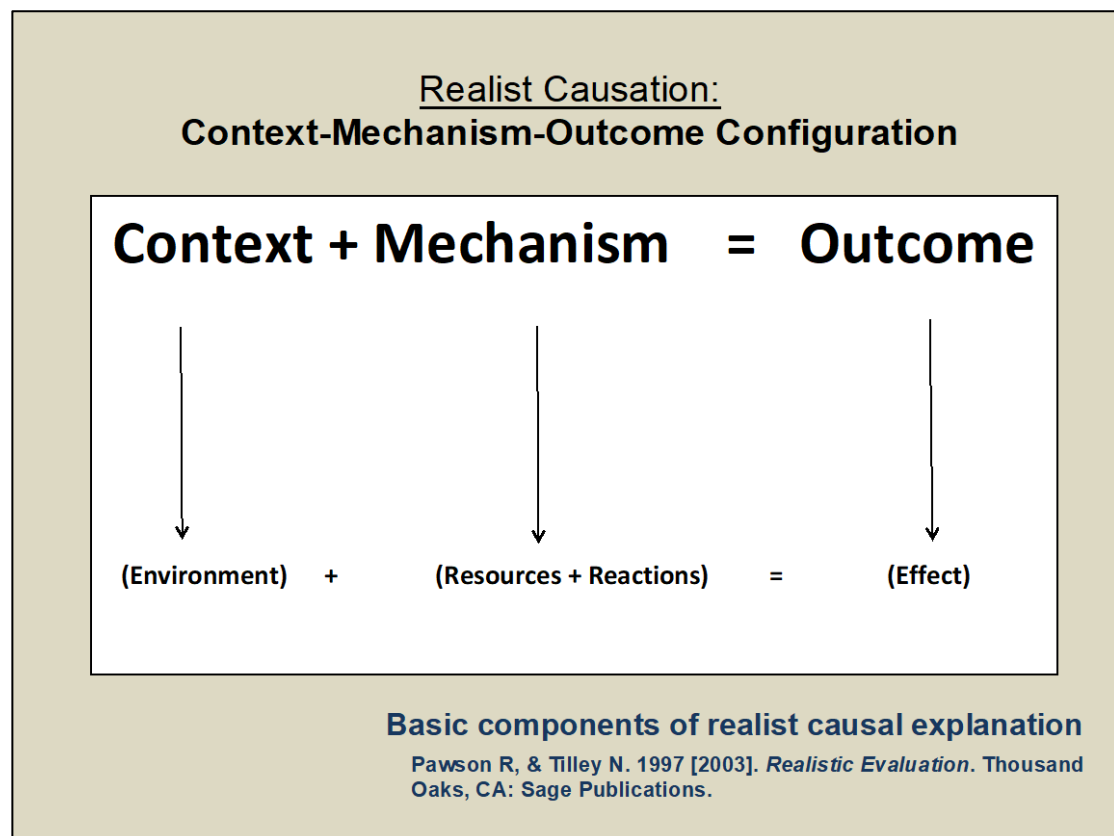 Realist Causation:
Context-Mechanism-Outcome Configuration
Context + Mechanism = Outcome
(Environment) + (Resources + Reactions) = (Effect)
Basic components of realist causal explanation
Pawson R, & Tilley N. 1997 [2003]. Realistic Evaluation. Thousand
Oaks, CA: Sage Publications.